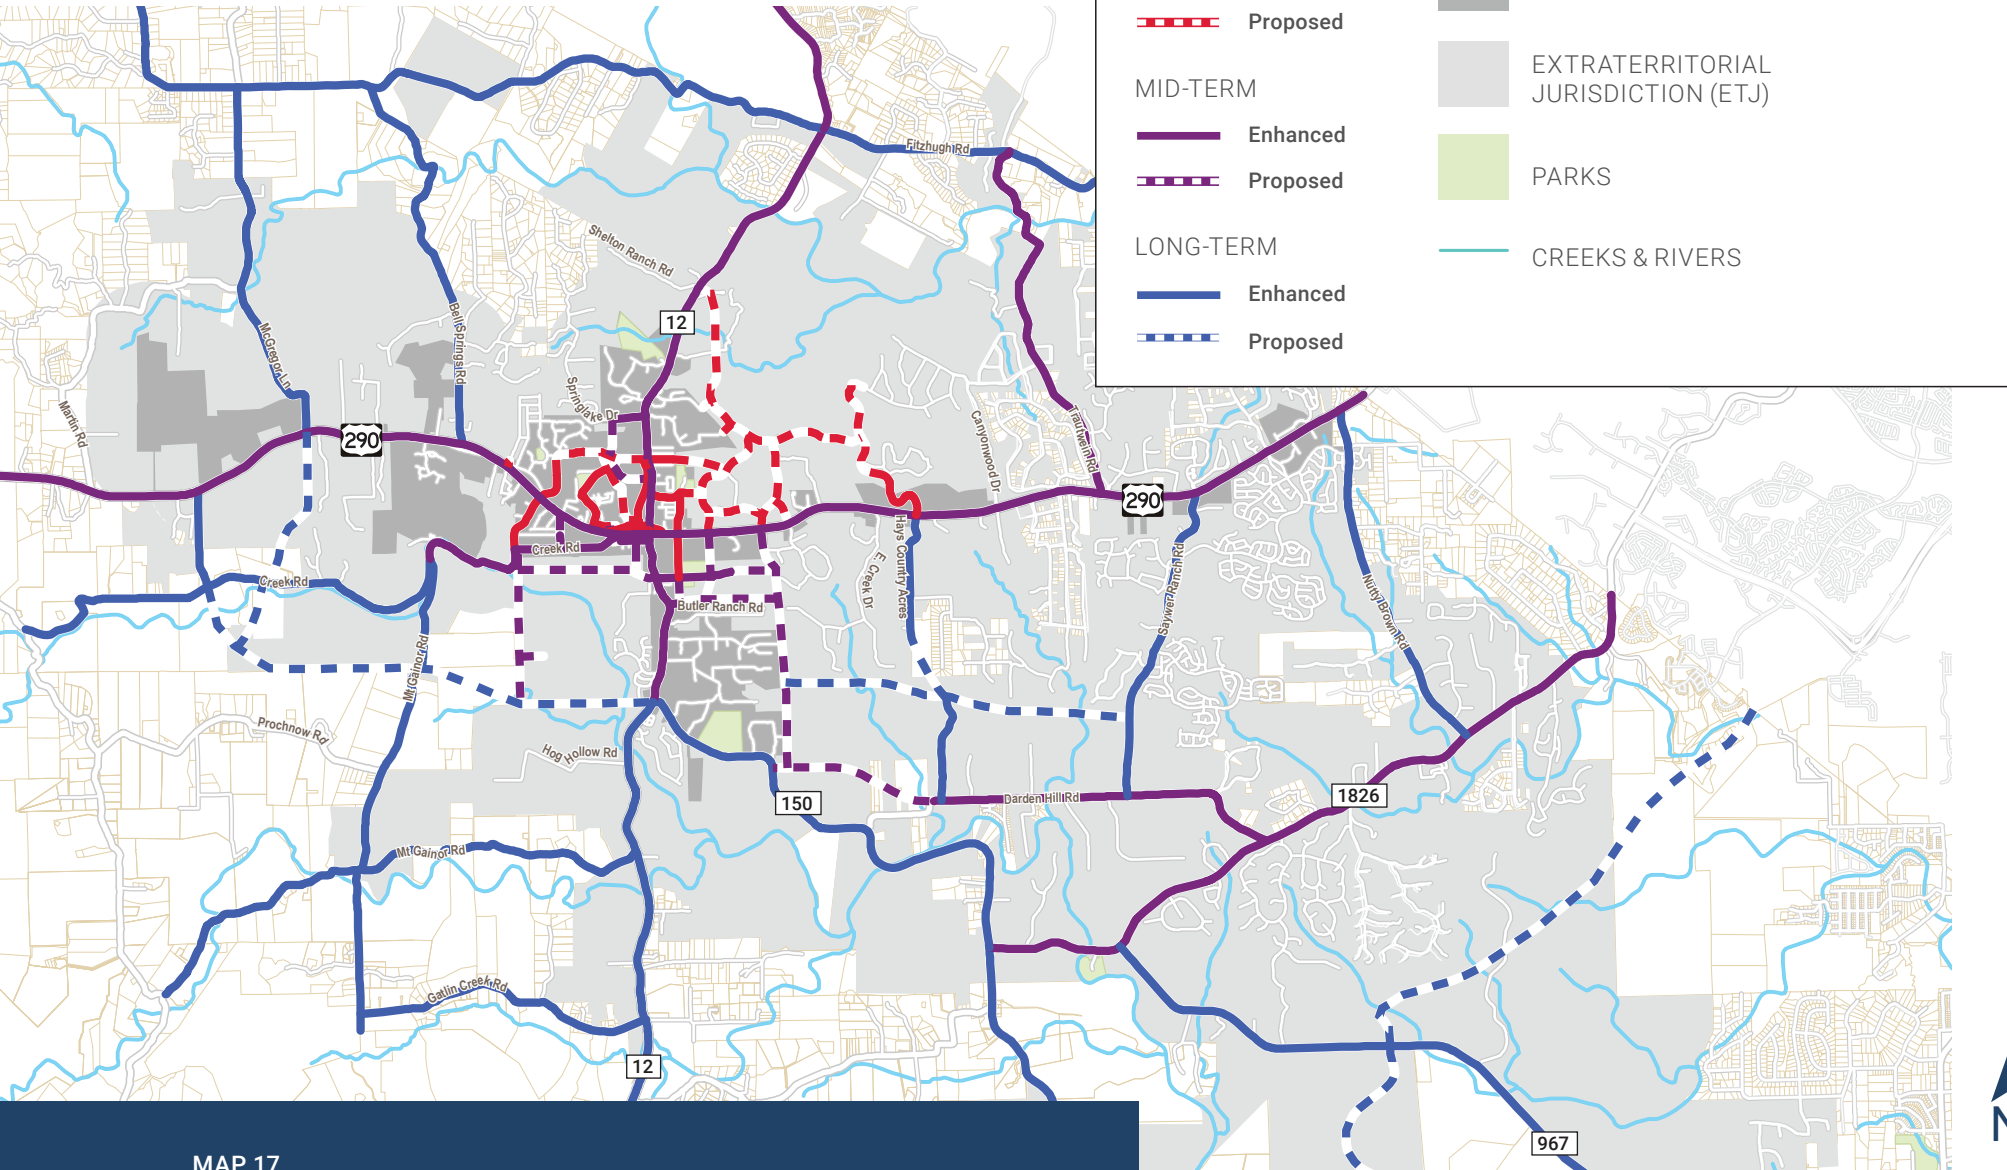 Proposed
MID-TERM
Enhanced
Proposed
LONG-TERM
Enhanced
Proposed
EXTRATERRITORIAL
JURISDICTION (ETJ)
PARKS
CREEKS & RIVERS
Fitzhugh Rd
Shelton Ranch Rd
12
McGregor Ln
Bell Springs Rd
Springlake Dr
Martin Rd
290
Canyonwood Dr
Trautwein Rd
290
Creek Rd
Creek Rd
E. Creek Dr
Hays Country Acres
Saywer Ranch Rd
Nutty Brown Rd
Butler Ranch Rd
Mt Gainor Rd
Prochnow Rd
Hog Hollow Rd
150
Darden Hill Rd
1826
Mt Gainor Rd
Gatlin Creek Rd
12
967
N
MAP 17